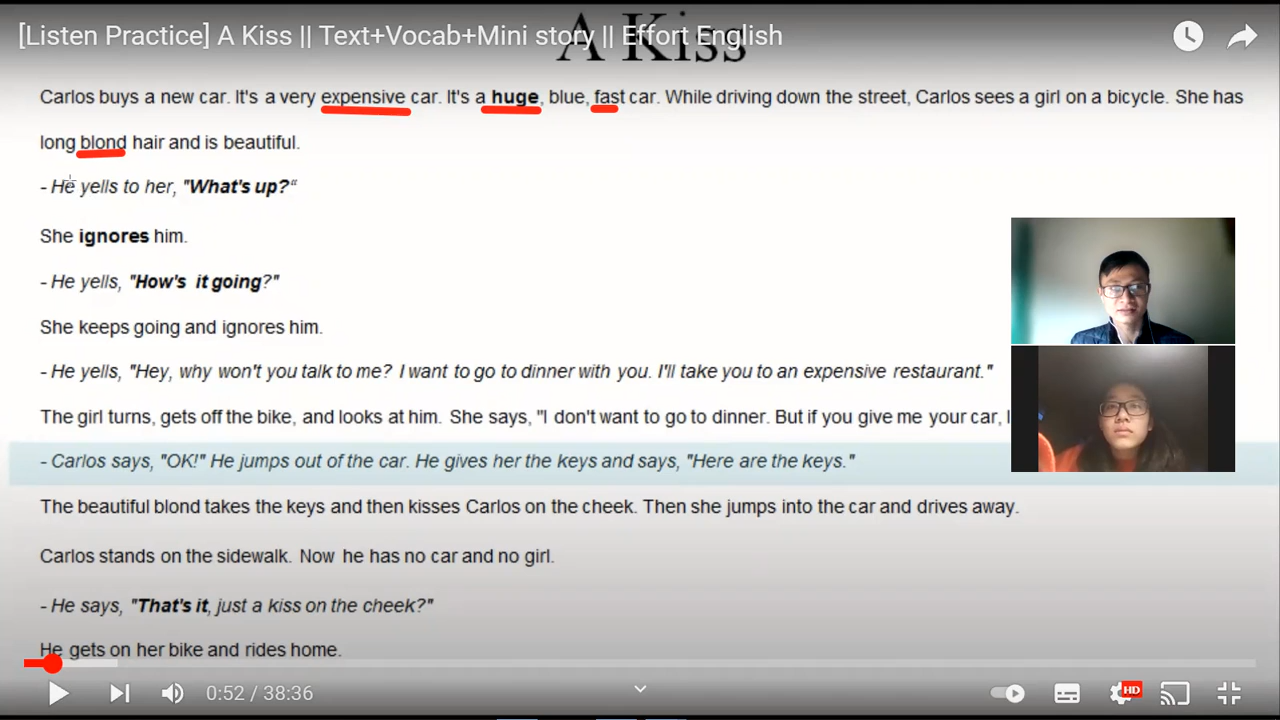 A Kiss
[Listen Practice] A Kiss || Text+Vocab+Mini story || Effort English
Carlos buys a new car. It's a very expensive car. It's a huge, blue, fast car. While driving down the street, Carlos sees a girl on a bicycle. She has
long blond hair and is beautiful.
- He yells to her, "What's up?“
She ignores him.
- He yells, "How's it going?"
She keeps going and ignores him.
- He yells, "Hey, why won't you talk to me? I want to go to dinner with you. I'll take you to an expensive restaurant."
The girl turns, gets off the bike, and looks at him. She says, "I don't want to go to dinner. But if you give me your car,
- Carlos says, "OK!" He jumps out of the car. He gives her the keys and says, "Here are the keys."
The beautiful blond takes the keys and then kisses Carlos on the cheek. Then she jumps into the car and drives away.
Carlos stands on the sidewalk. Now he has no car and no girl.
- He says, "That's it, just a kiss on the cheek?"
He gets on her bike and rides home.
0:52 / 38:36
HD